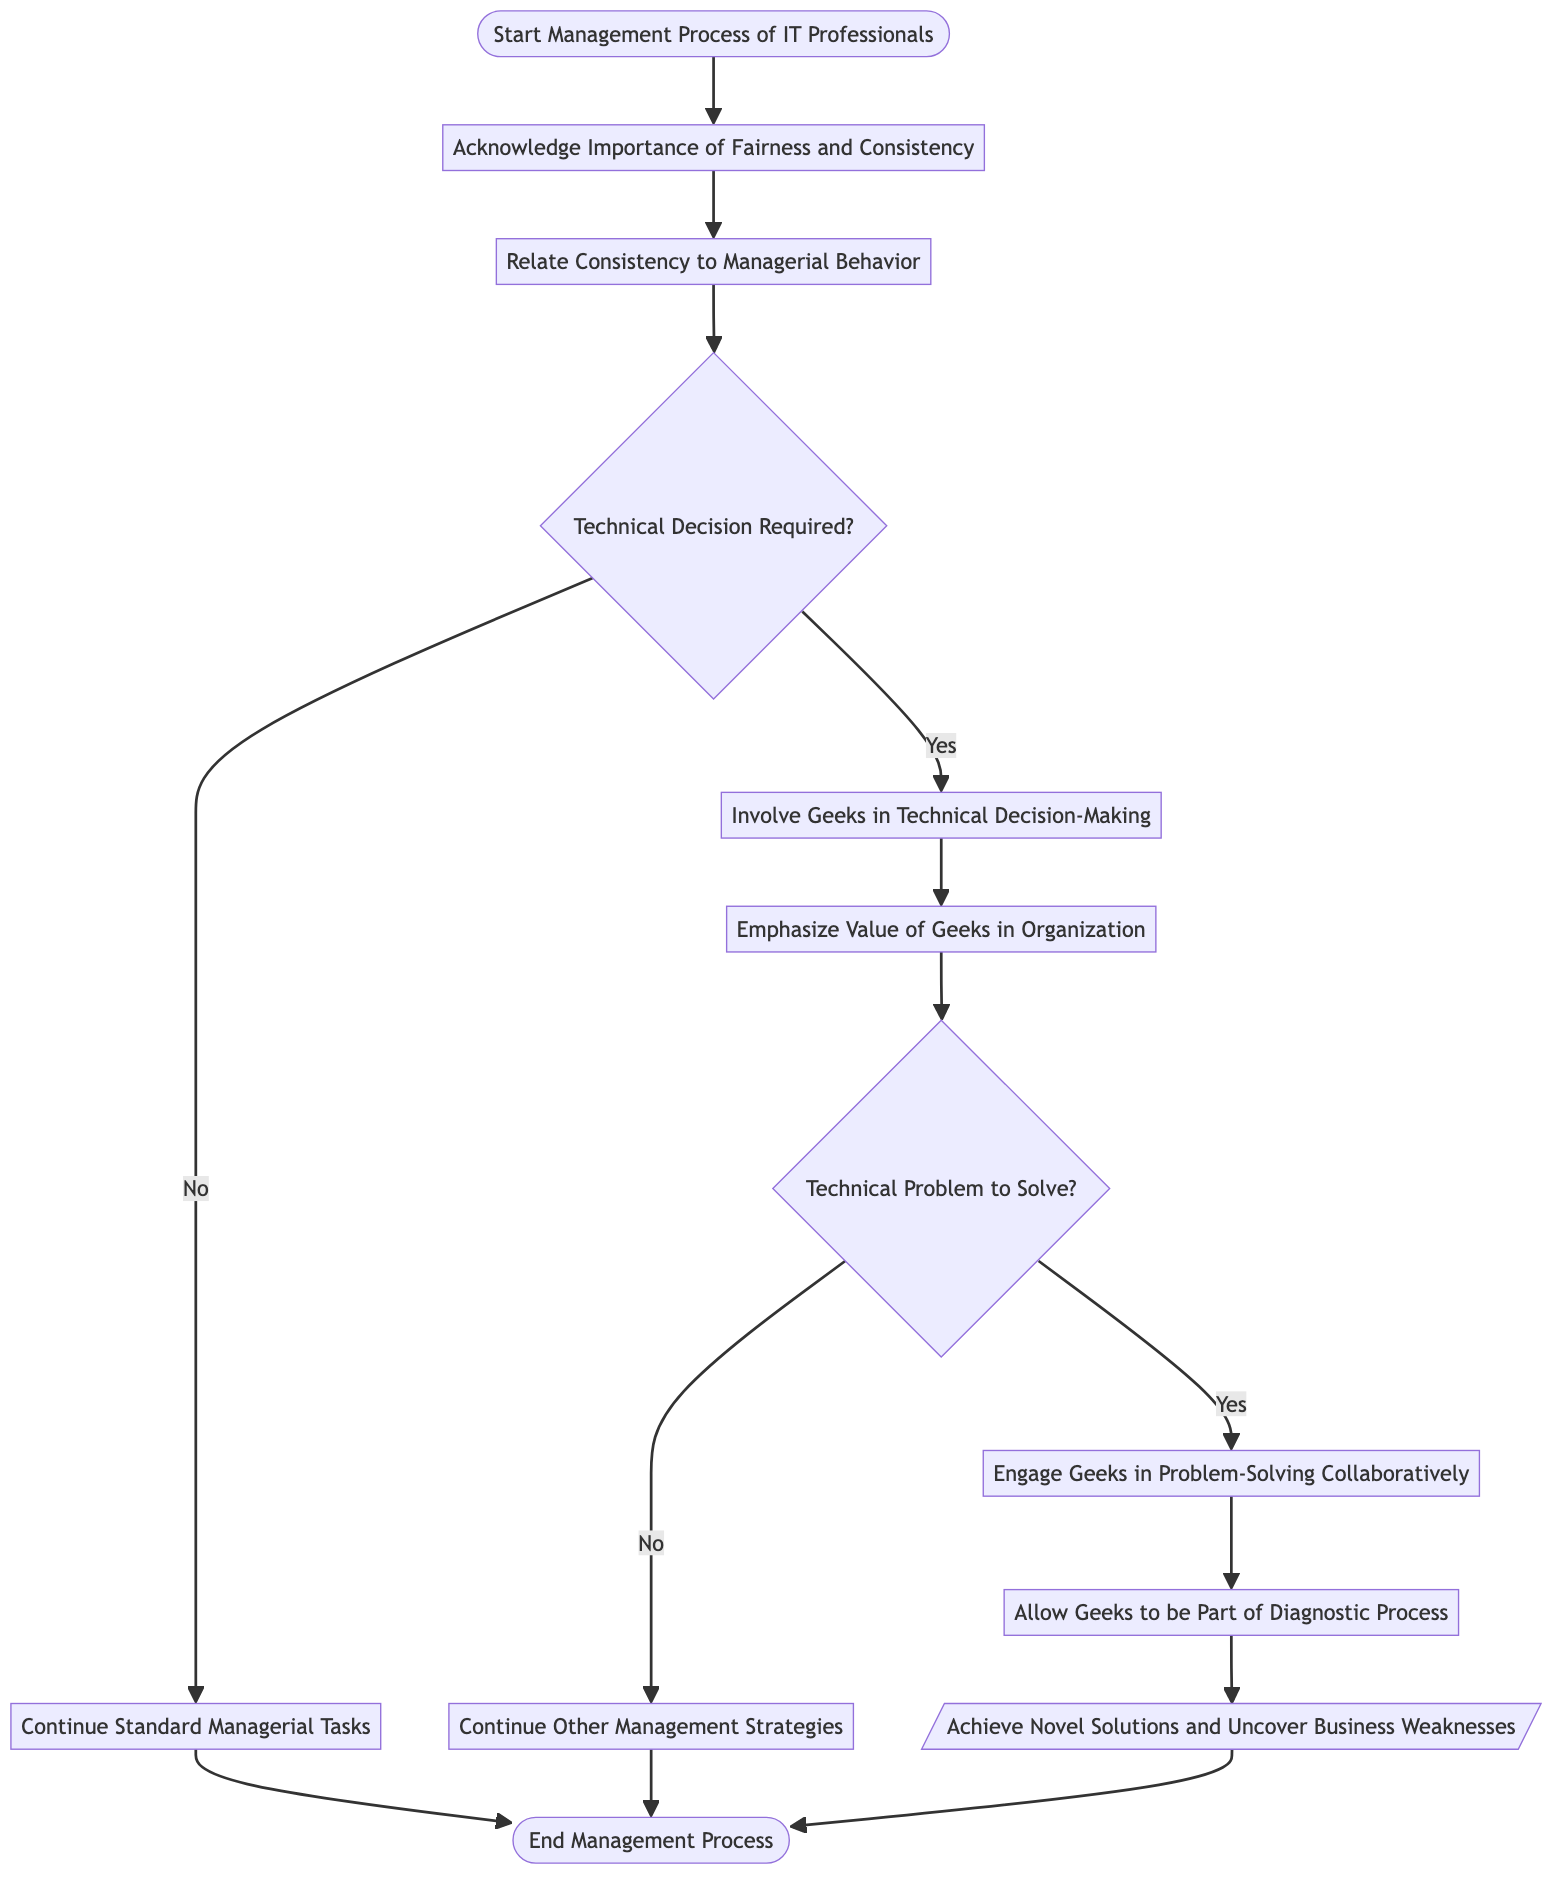 Start Management Process of IT Professionals
Acknowledge Importance of Fairness and Consistency
Relate Consistency to Managerial Behavior
Technical Decision Required?
Yes
Involve Geeks in Technical Decision-Making
Emphasize Value of Geeks in Organization
No
Technical Problem to Solve?
Yes
Engage Geeks in Problem-Solving Collaboratively
No
Allow Geeks to be Part of Diagnostic Process
Continue Standard Managerial Tasks
Continue Other Management Strategies
Achieve Novel Solutions and Uncover Business Weaknesses
End Management Process